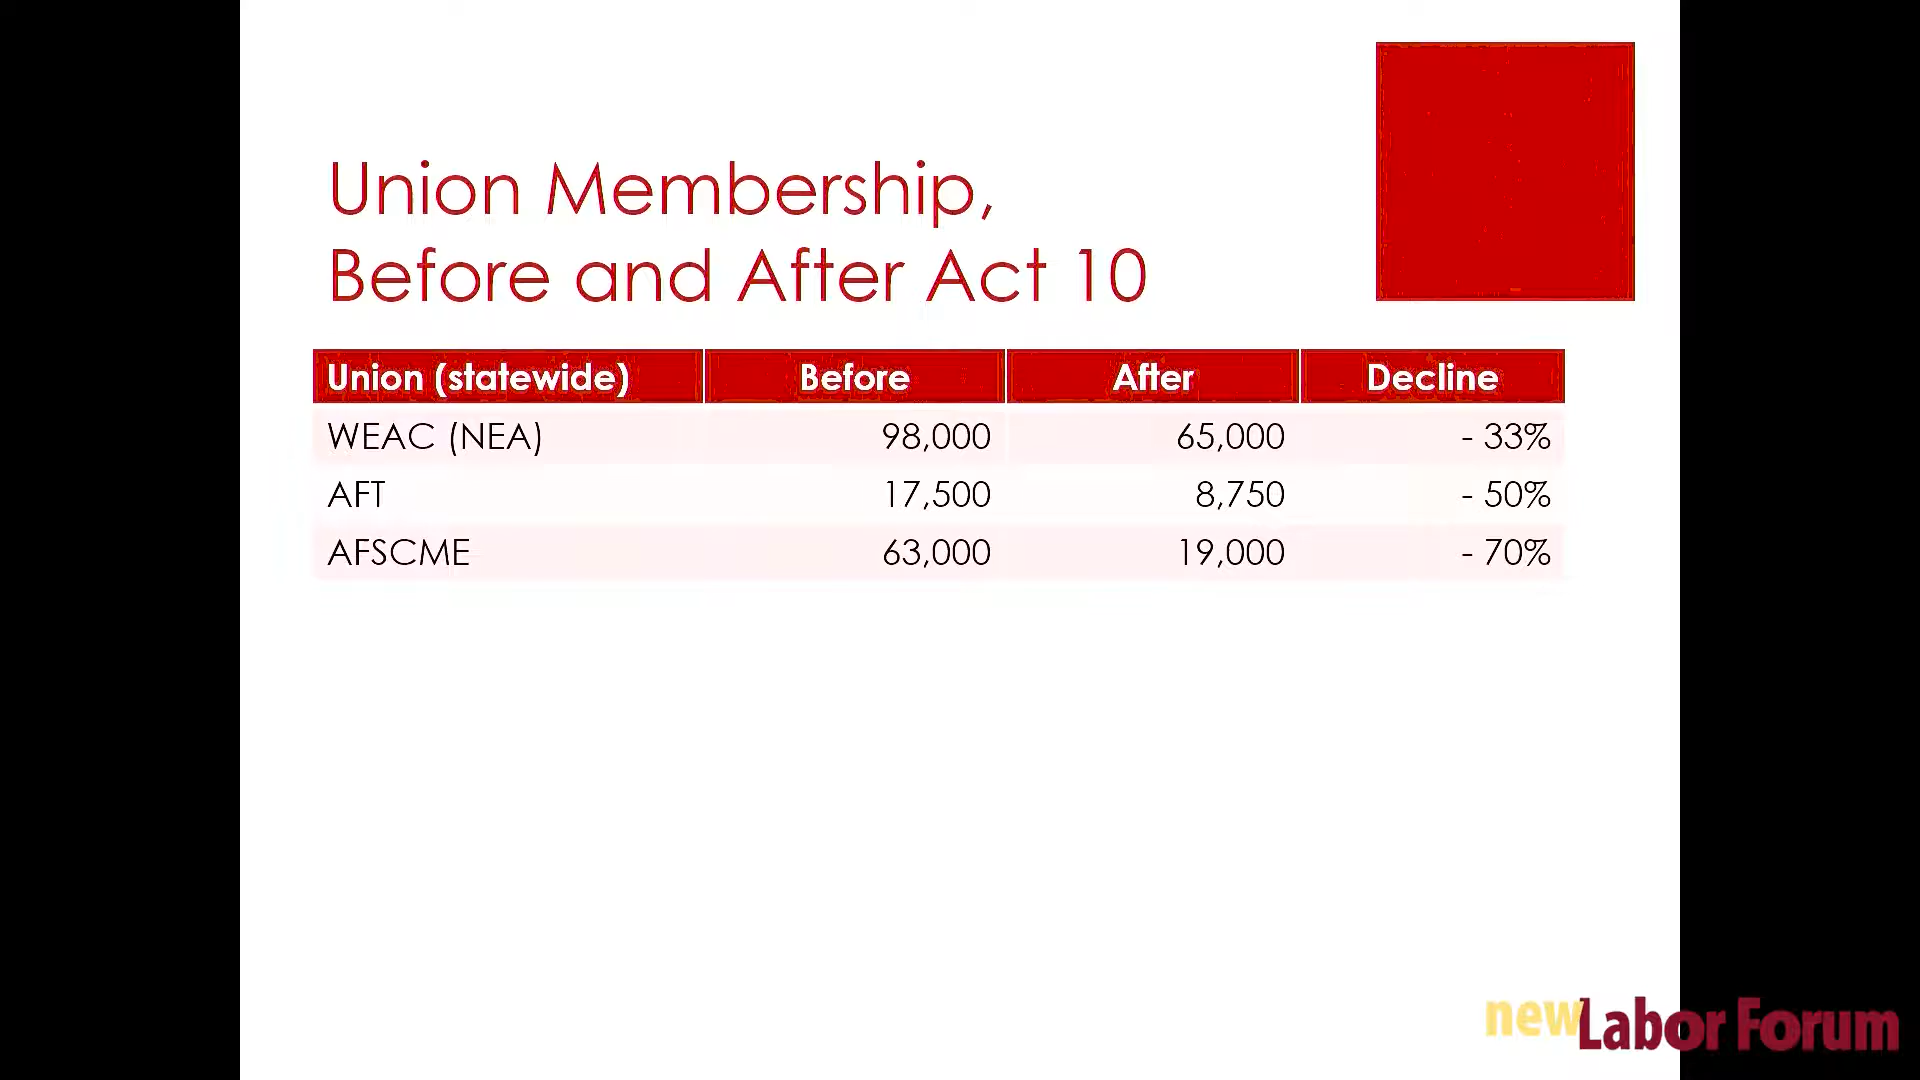 Union Membership,
Before and After Act 10
Union (statewide) Before After Decline
WEAC (NEA) 98,000 65,000 - 33%
AFT 17,500 8,750 - 50%
AFSCME 63,000 19,000 - 70%
newLabor Forum